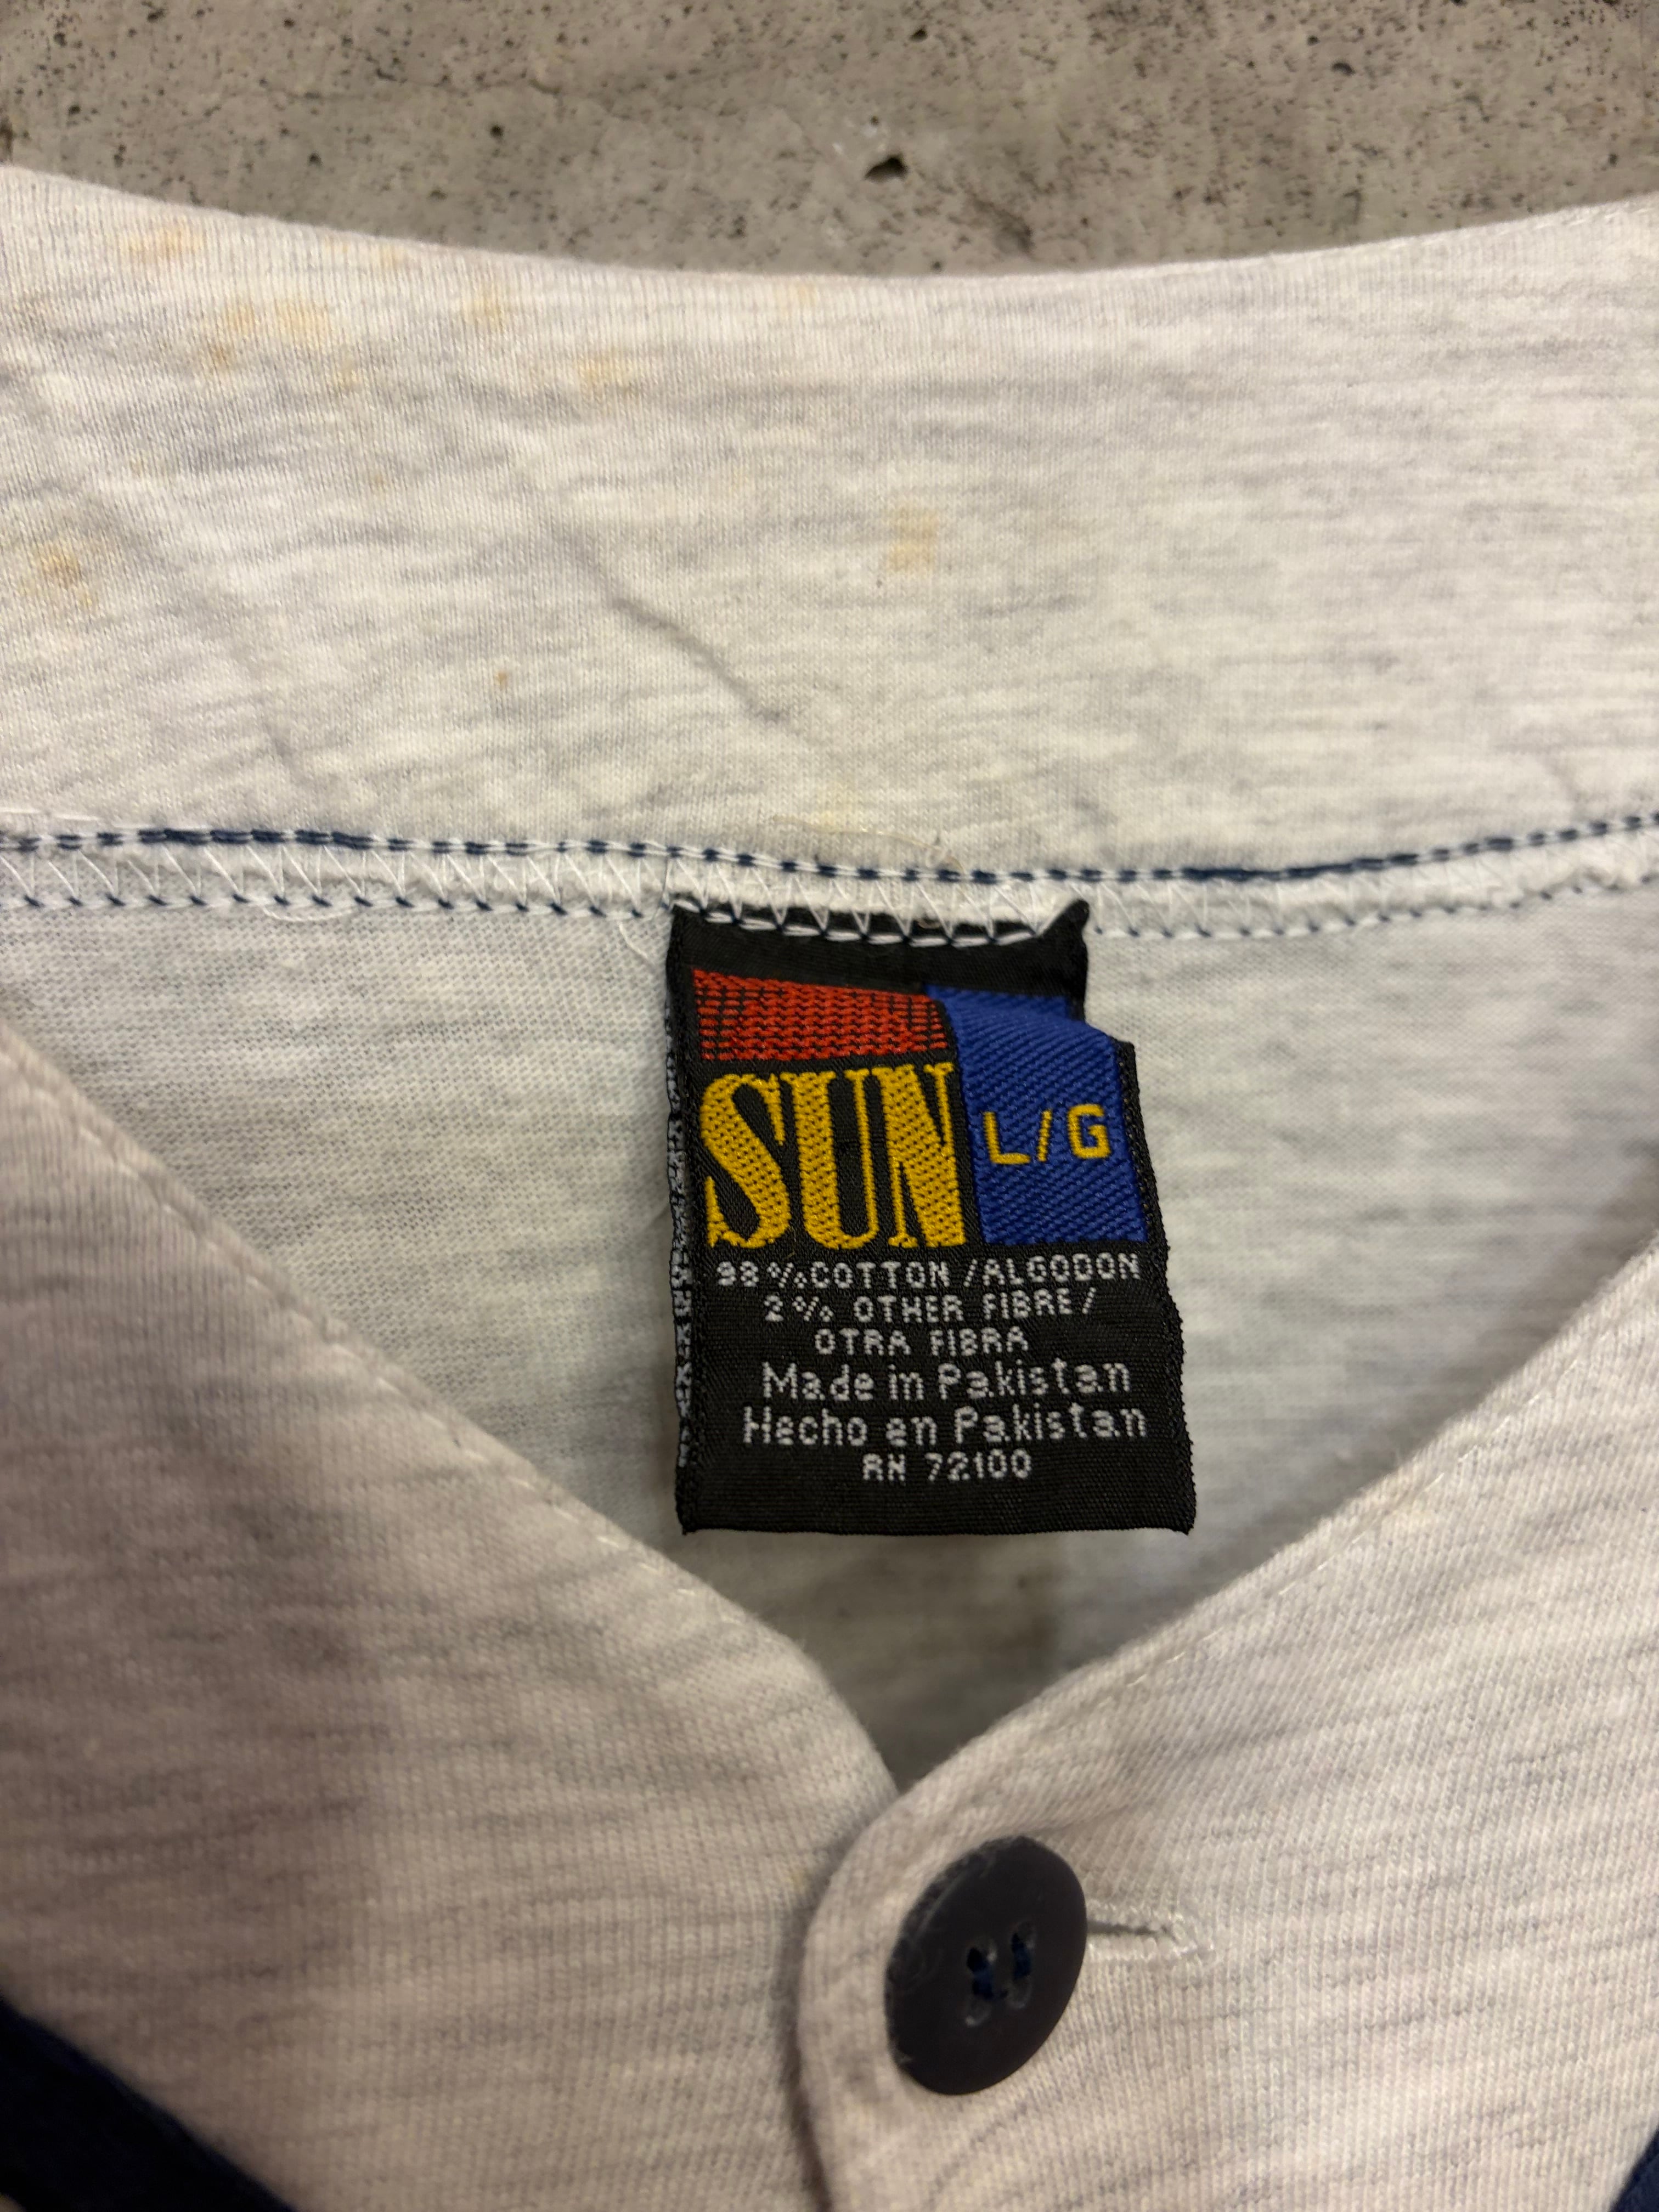 SUN L/G
98%COTTON/ALGODON
2% OTHER FIBRE/
OTRA FIBRA
Made in Pakistan
Hecho en Pakistan
RN 72100